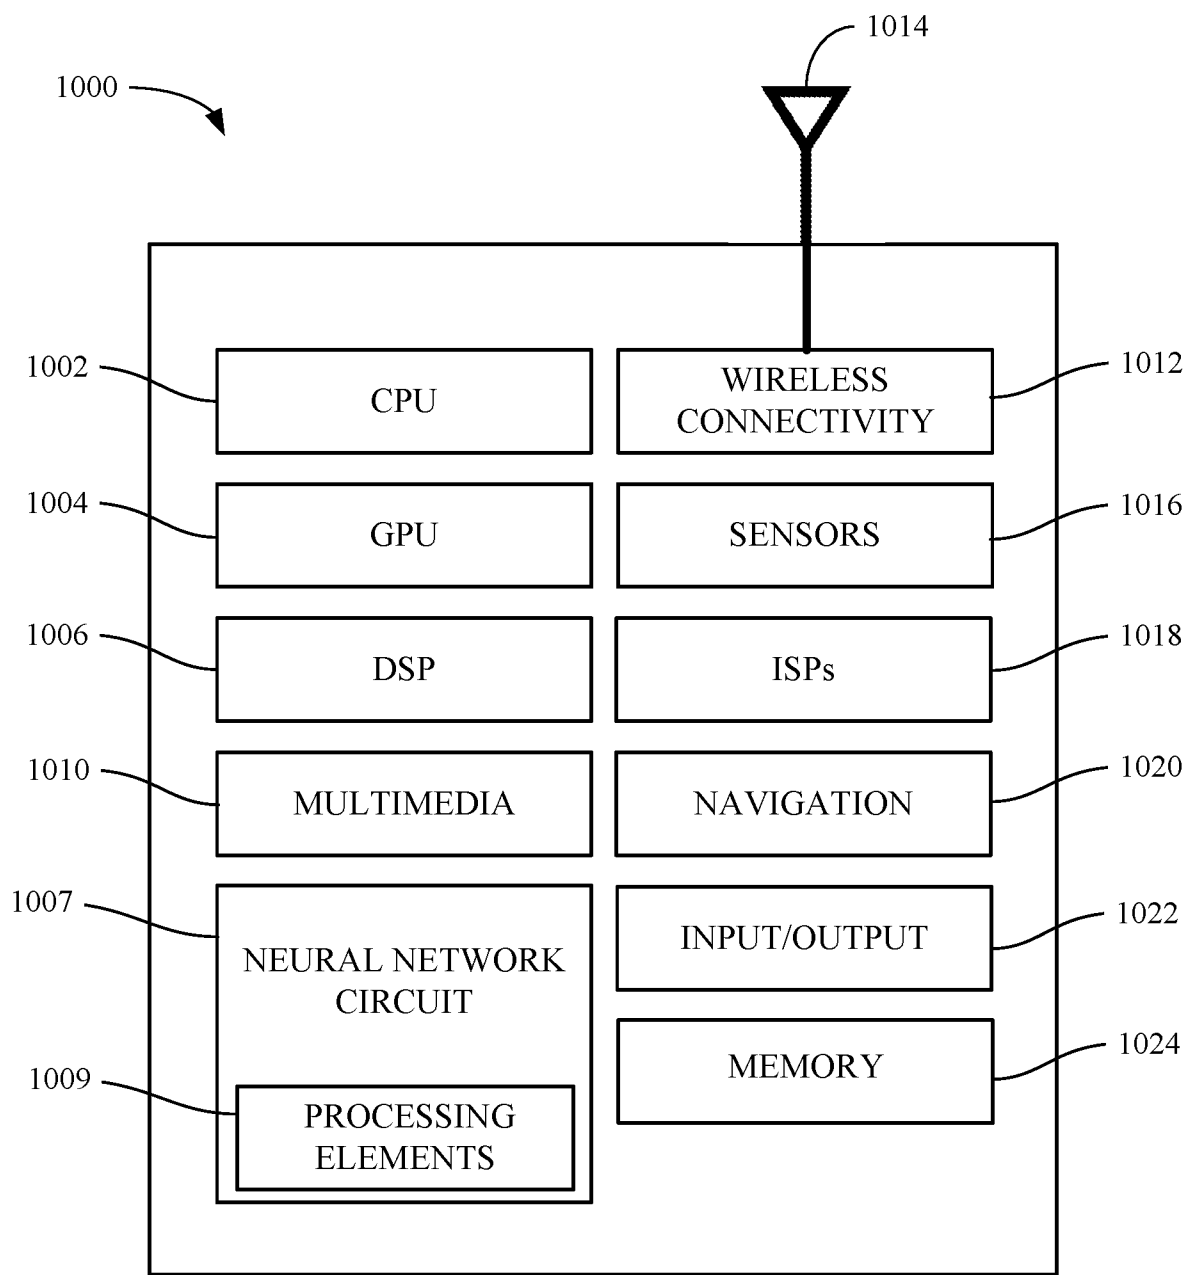 1014
1000
1002
CPU
WIRELESS
CONNECTIVITY
1012
1004
GPU
SENSORS
1016
1006
DSP
ISPs
1018
1010
MULTIMEDIA
NAVIGATION
1020
1007
NEURAL NETWORK
CIRCUIT
INPUT/OUTPUT
1022
MEMORY
1024
1009
PROCESSING
ELEMENTS